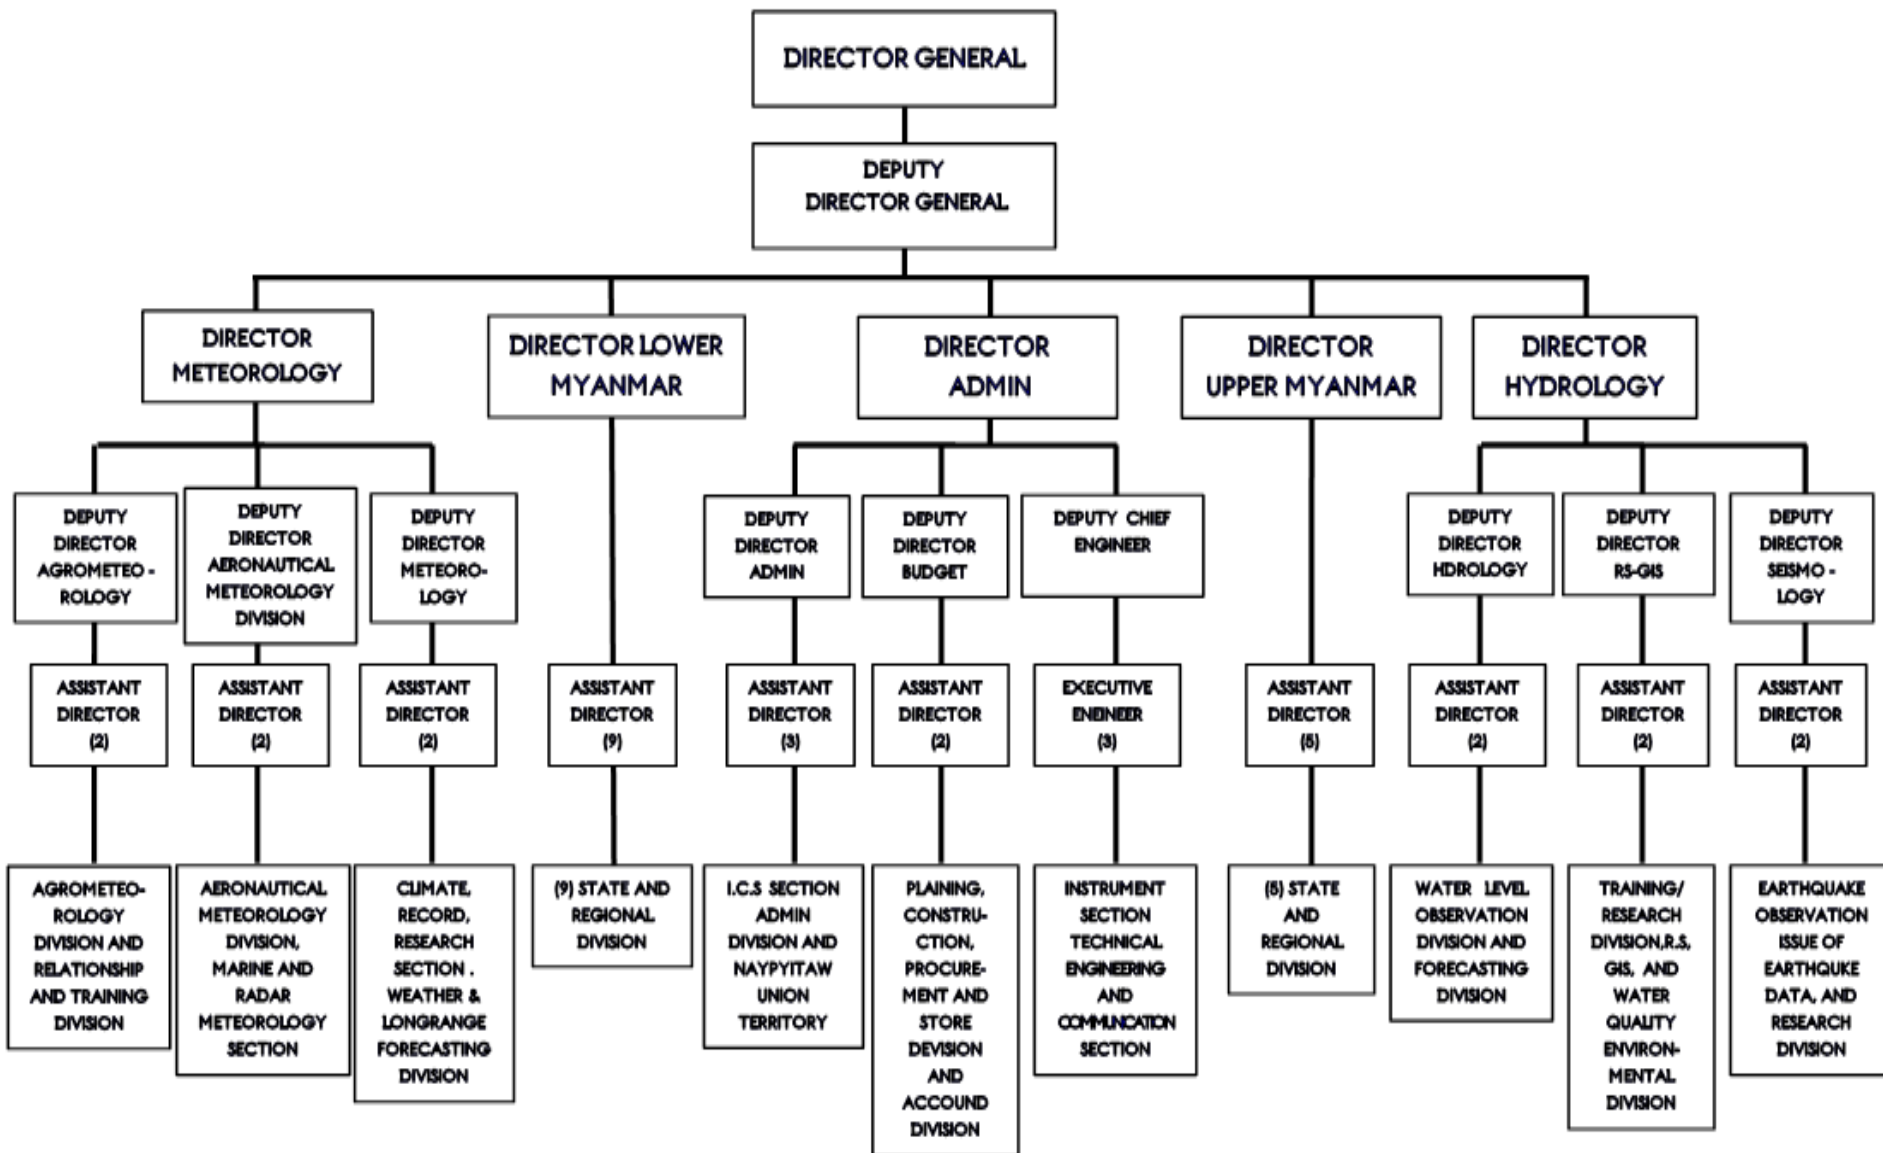 DIRECTOR GENERAL
DEPUTY
DIRECTOR GENERAL
DIRECTOR
METEOROLOGY
DIRECTOR LOWER
MYANMAR
DIRECTOR
ADMIN
DIRECTOR
UPPER MYANMAR
DIRECTOR
HYDROLOGY
DEPUTY
DIRECTOR
AGROMETEO -
ROLOGY
DEPUTY
DIRECTOR
AERONAUTICAL
METEOROLOGY
DIVISION
DEPUTY
DIRECTOR
METEORO-
LOGY
DEPUTY
DIRECTOR
ADMIN
DEPUTY
DIRECTOR
BUDGET
DEPUTY CHIEF
ENGINEER
DEPUTY
DIRECTOR
HDROLOGY
DEPUTY
DIRECTOR
RS-GIS
DEPUTY
DIRECTOR
SEISMO -
LOGY
ASSISTANT
DIRECTOR
(2)
ASSISTANT
DIRECTOR
(2)
ASSISTANT
DIRECTOR
(2)
ASSISTANT
DIRECTOR
(9)
ASSISTANT
DIRECTOR
(3)
ASSISTANT
DIRECTOR
(2)
EXECUTIVE
ENEINEER
(3)
ASSISTANT
DIRECTOR
(5)
ASSISTANT
DIRECTOR
(2)
ASSISTANT
DIRECTOR
(2)
ASSISTANT
DIRECTOR
(2)
AGROMETEO-
ROLOGY
DIVISION AND
RELATIONSHIP
AND TRAINING
DIVISION
AERONAUTICAL
METEOROLOGY
DIVISION,
MARINE AND
RADAR
METEOROLOGY
SECTION
CLIMATE,
RECORD,
RESEARCH
SECTION .
WEATHER &
LONGRANGE
FORECASTING
DIVISION
(9) STATE AND
REGIONAL
DIVISION
I.C.S SECTION
ADMIN
DIVISION AND
NAYPYITAW
UNION
TERRITORY
PLAINING,
CONSTRU-
CTION,
PROCURE-
MENT AND
STORE
DEVISION
AND
ACCOUND
DIVISION
INSTRUMENT
SECTION
TECHNICAL
ENGINEERING
AND
COMMUNCATION
SECTION
(5) STATE
AND
REGIONAL
DIVISION
WATER LEVEL
OBSERVATION
DIVISION AND
FORECASTING
DIVISION
TRAINING/
RESEARCH
DIVISION,R.S,
GIS, AND
WATER
QUALITY
ENVIRON-
MENTAL
DIVISION
EARTHQUAKE
OBSERVATION
ISSUE OF
EARTHQUKE
DATA, AND
RESEARCH
DIVISION